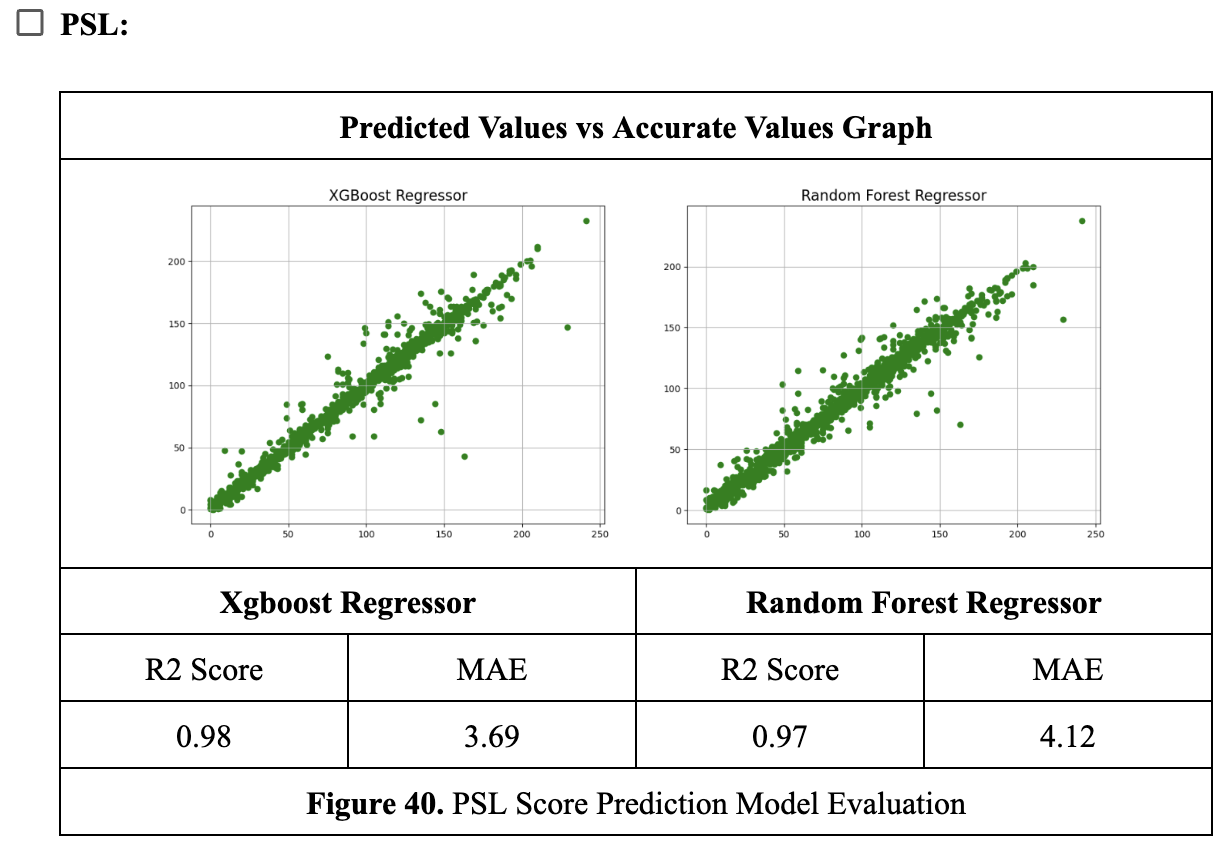 PSL:
Predicted Values vs Accurate Values Graph
XGBoost Regressor
200
150
100
50
0
0 50 100 150 200 250
Random Forest Regressor
200
150
100
50
0
0 50 100 150 200 250
Xgboost Regressor Random Forest Regressor
R2 Score MAE R2 Score MAE
0.98 3.69 0.97 4.12
Figure 40. PSL Score Prediction Model Evaluation